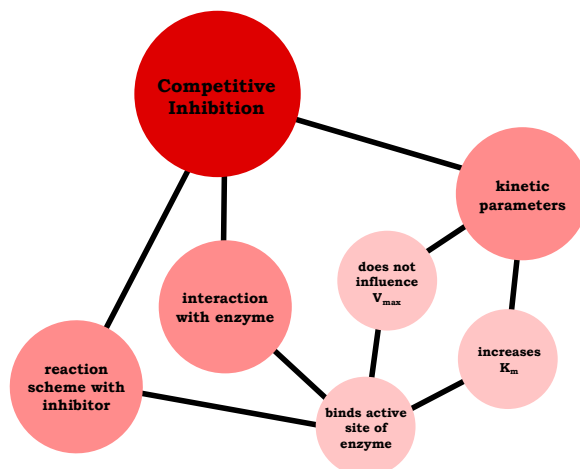 Competitive
Inhibition
kinetic
parameters
does not
influence
Vmax
interaction
with enzyme
increases
Km
reaction
scheme with
inhibitor
binds active
site of
enzyme